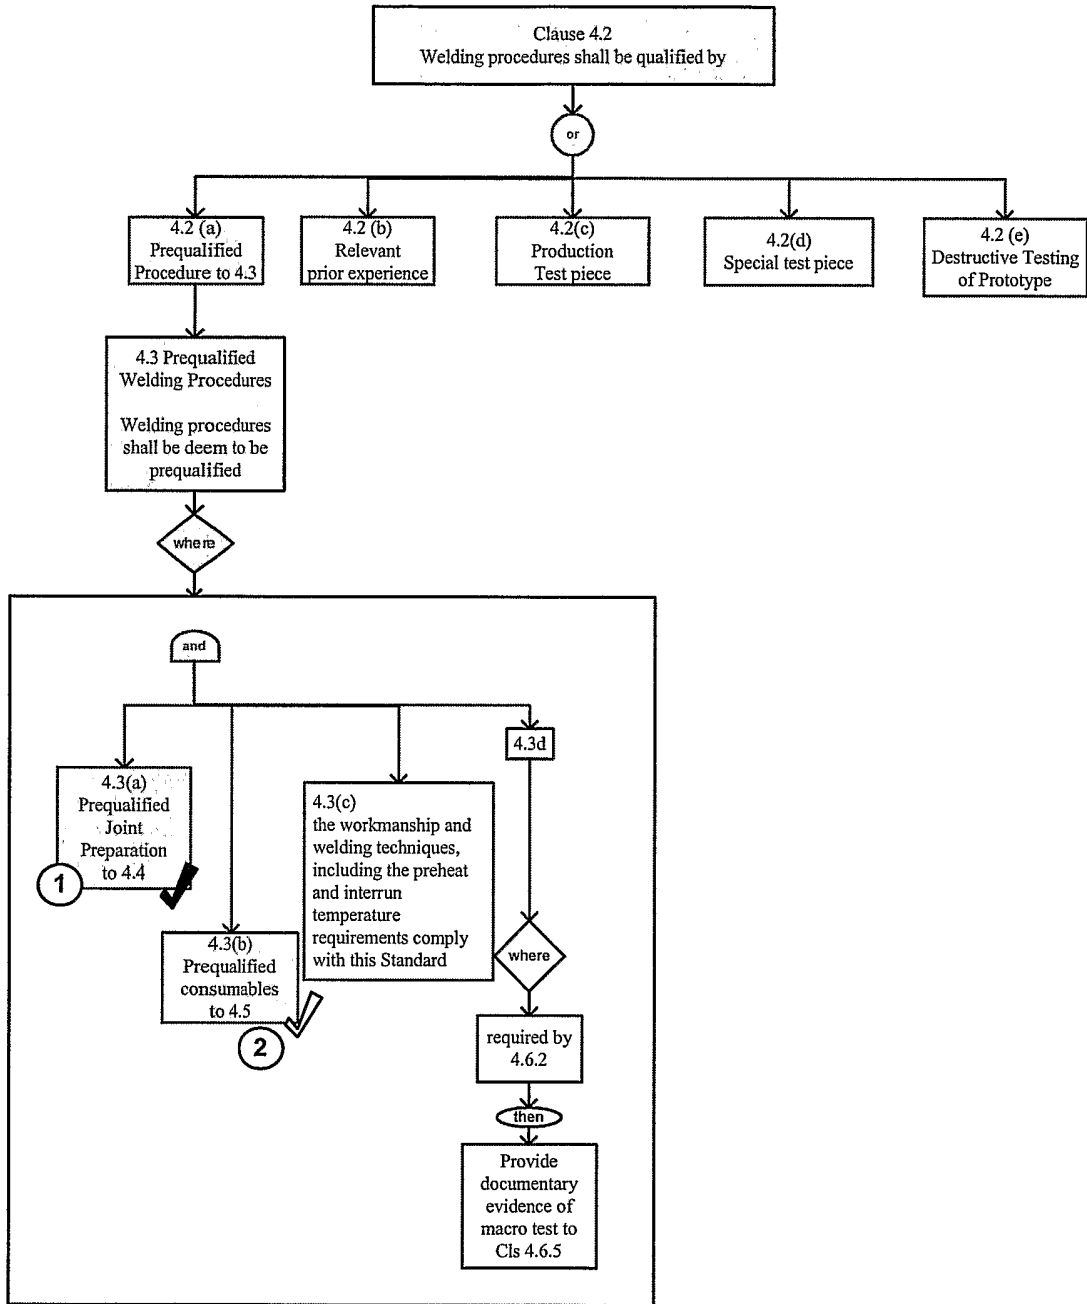 Clause 4.2
Welding procedures shall be qualified by
or
4.2 (a)
Prequalified
Procedure to 4.3
4.2 (b)
Relevant
prior experience
4.2(c)
Production
Test piece
4.2(d)
Special test piece
4.2 (e)
Destructive Testing
of Prototype
4.3 Prequalified
Welding Procedures
Welding procedures
shall be deem to be
prequalified
where
and
4.3(a)
Prequalified
Joint
Preparation
to 4.4
1
4.3(b)
Prequalified
consumables
to 4.5
2
4.3(c)
the workmanship and
welding techniques,
including the preheat
and interrun
temperature
requirements comply
with this Standard
4.3d
where
required by
4.6.2
then
Provide
documentary
evidence of
macro test to
Cls 4.6.5